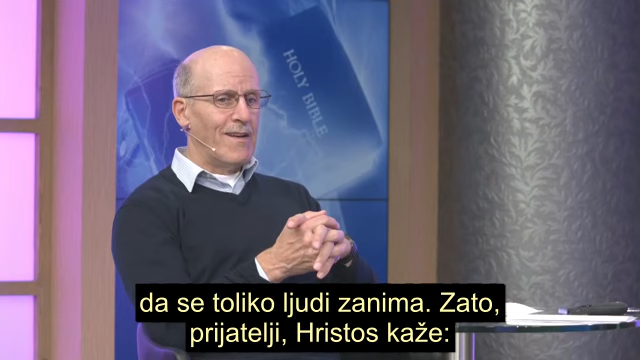 HOLY BIBLE
da se toliko ljudi zanima. Zato,
prijatelji, Hristos kaže: